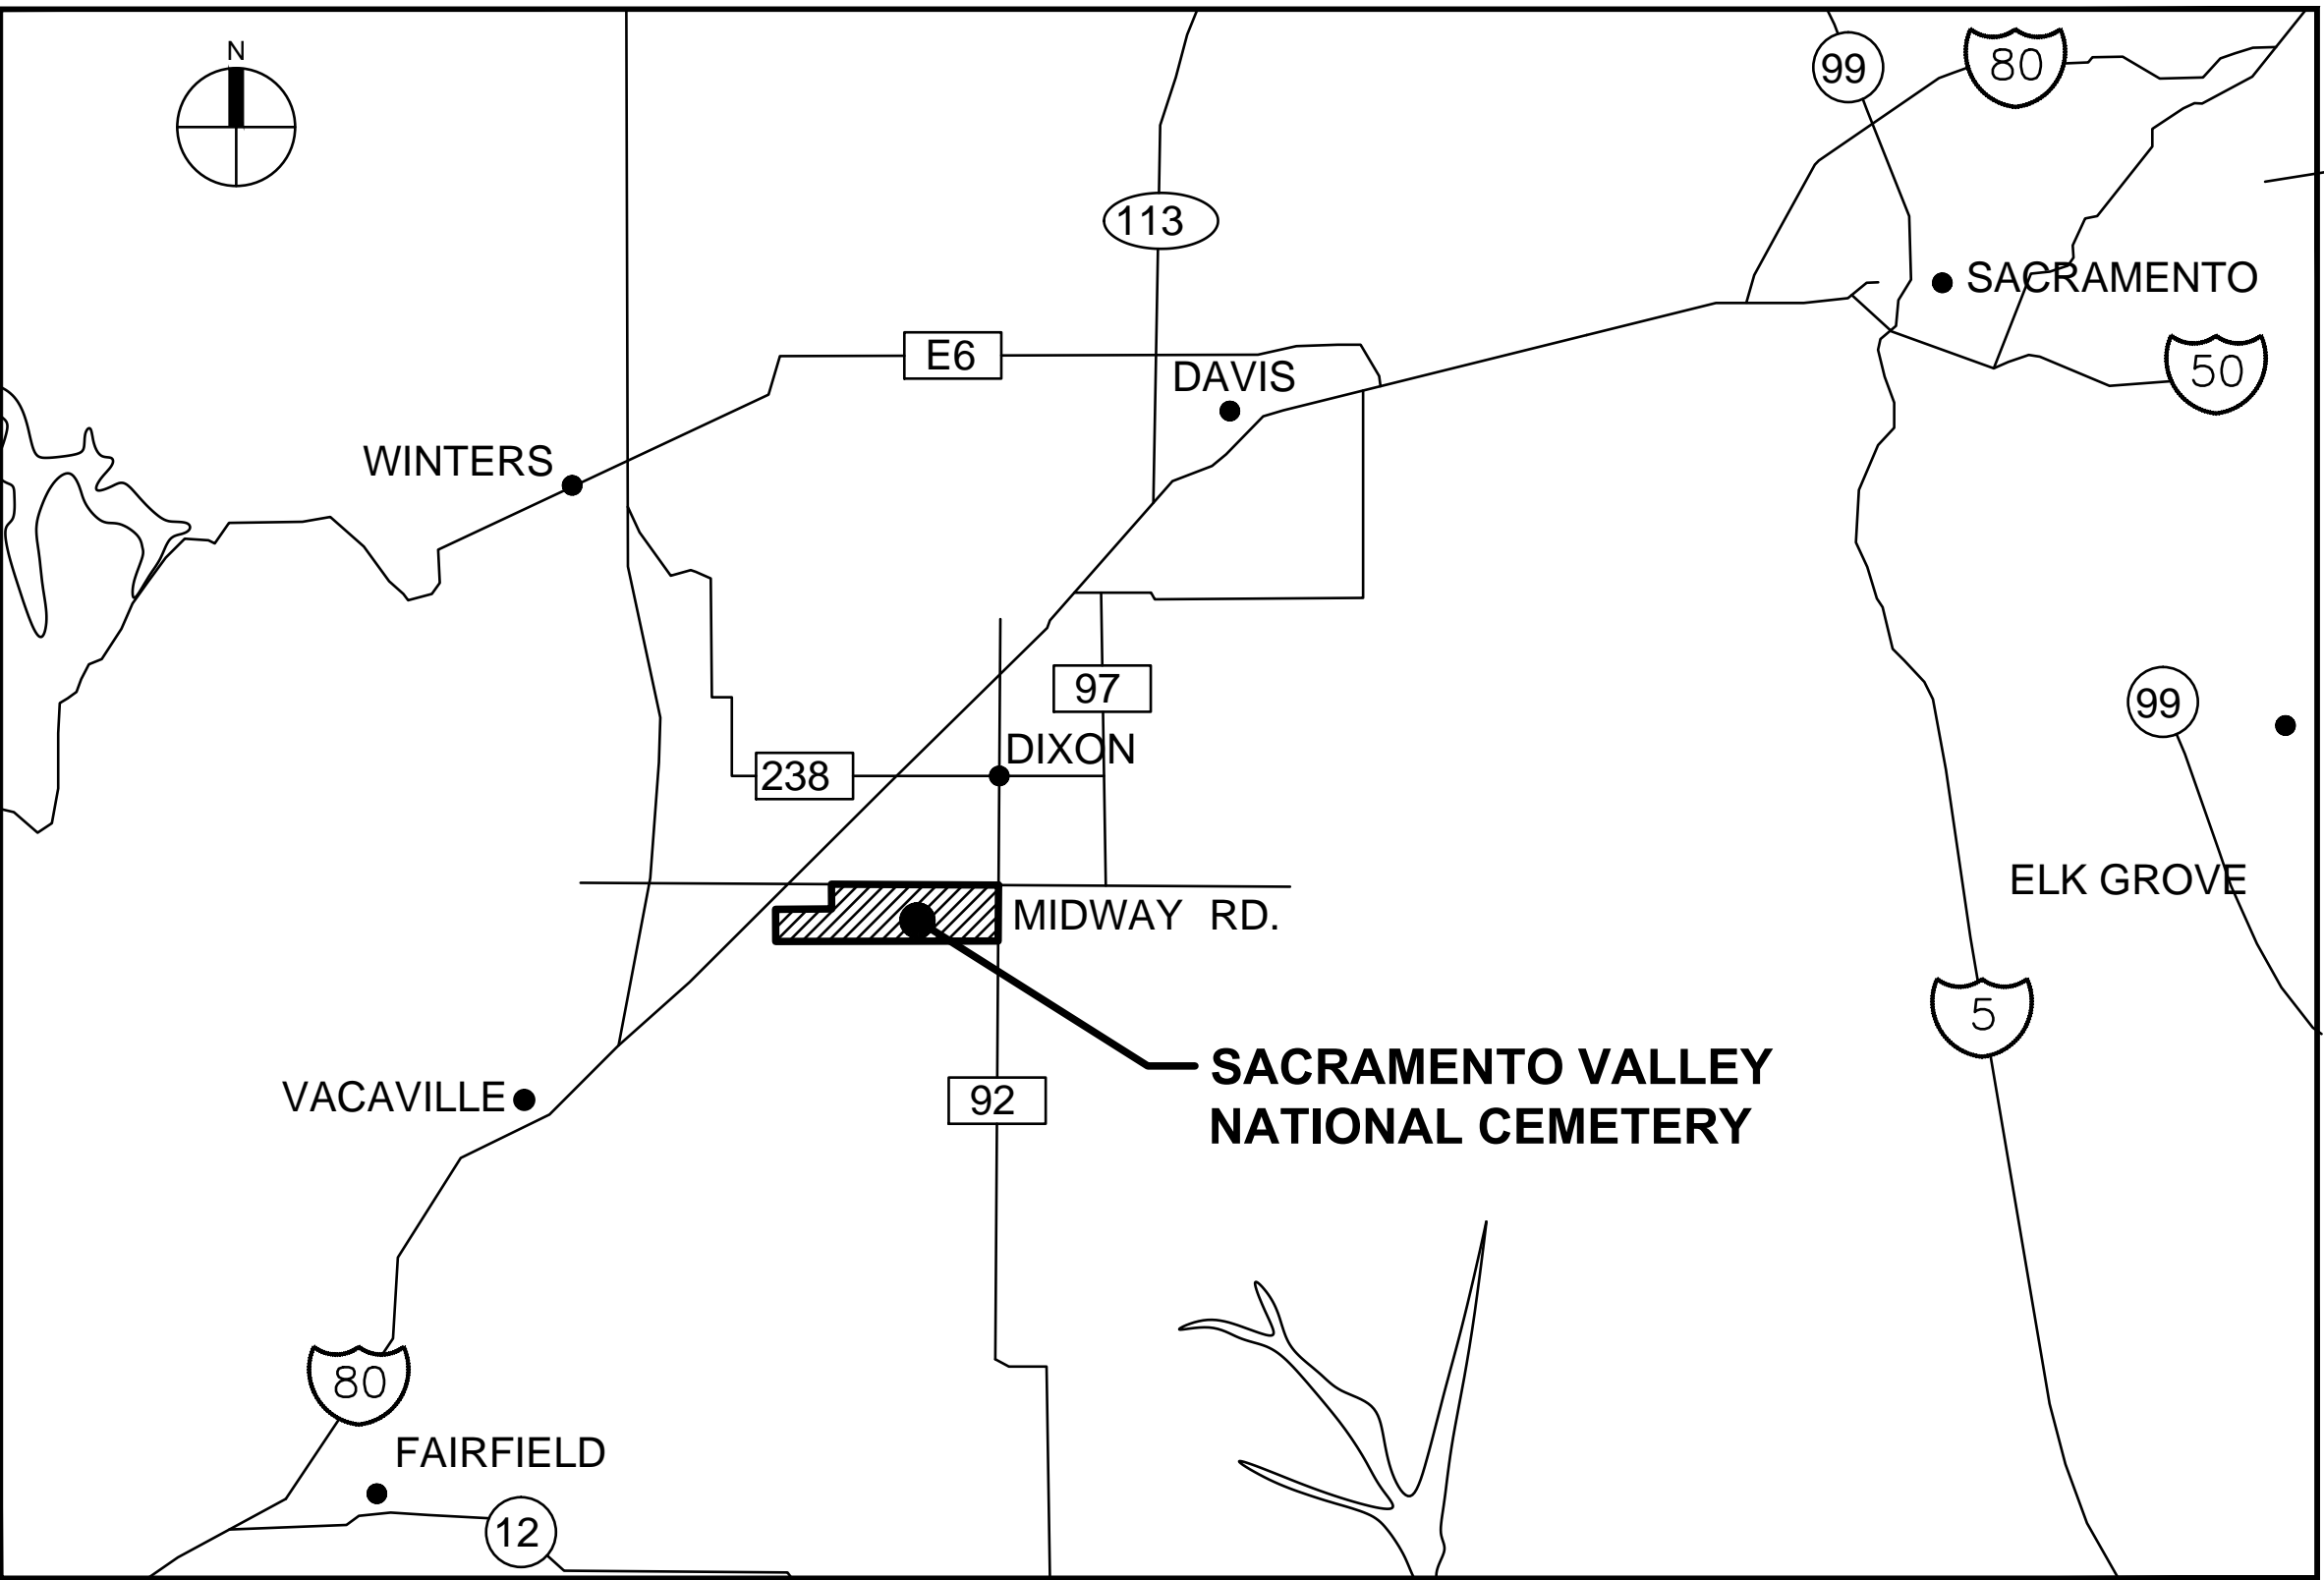 N
99
80
113
SACRAMENTO
E6
DAVIS
50
WINTERS
97
99
DIXON
238
ELK GROVE
MIDWAY RD.
5
SACRAMENTO VALLEY
NATIONAL CEMETERY
VACAVILLE
92
80
FAIRFIELD
12